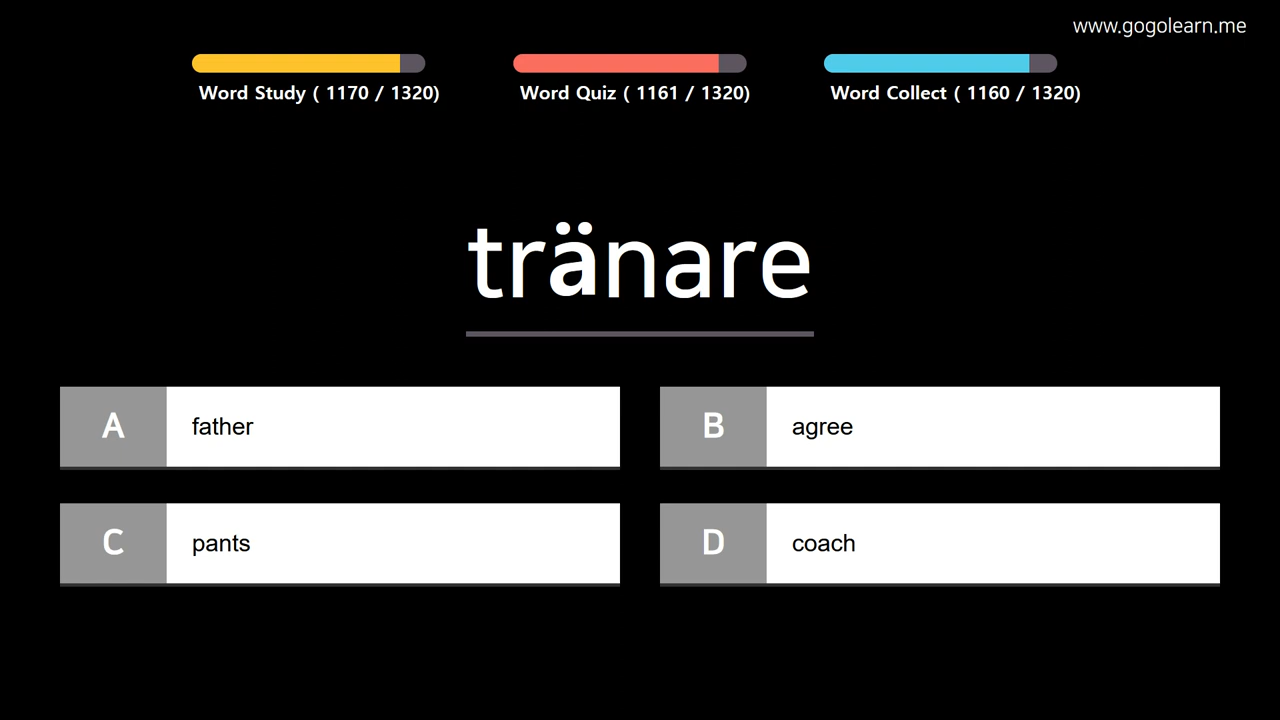 www.gogolearn.me
Word Study ( 1170 / 1320)
Word Quiz ( 1161 / 1320)
Word Collect ( 1160 / 1320)
tränare
A father
B agree
C pants
D coach